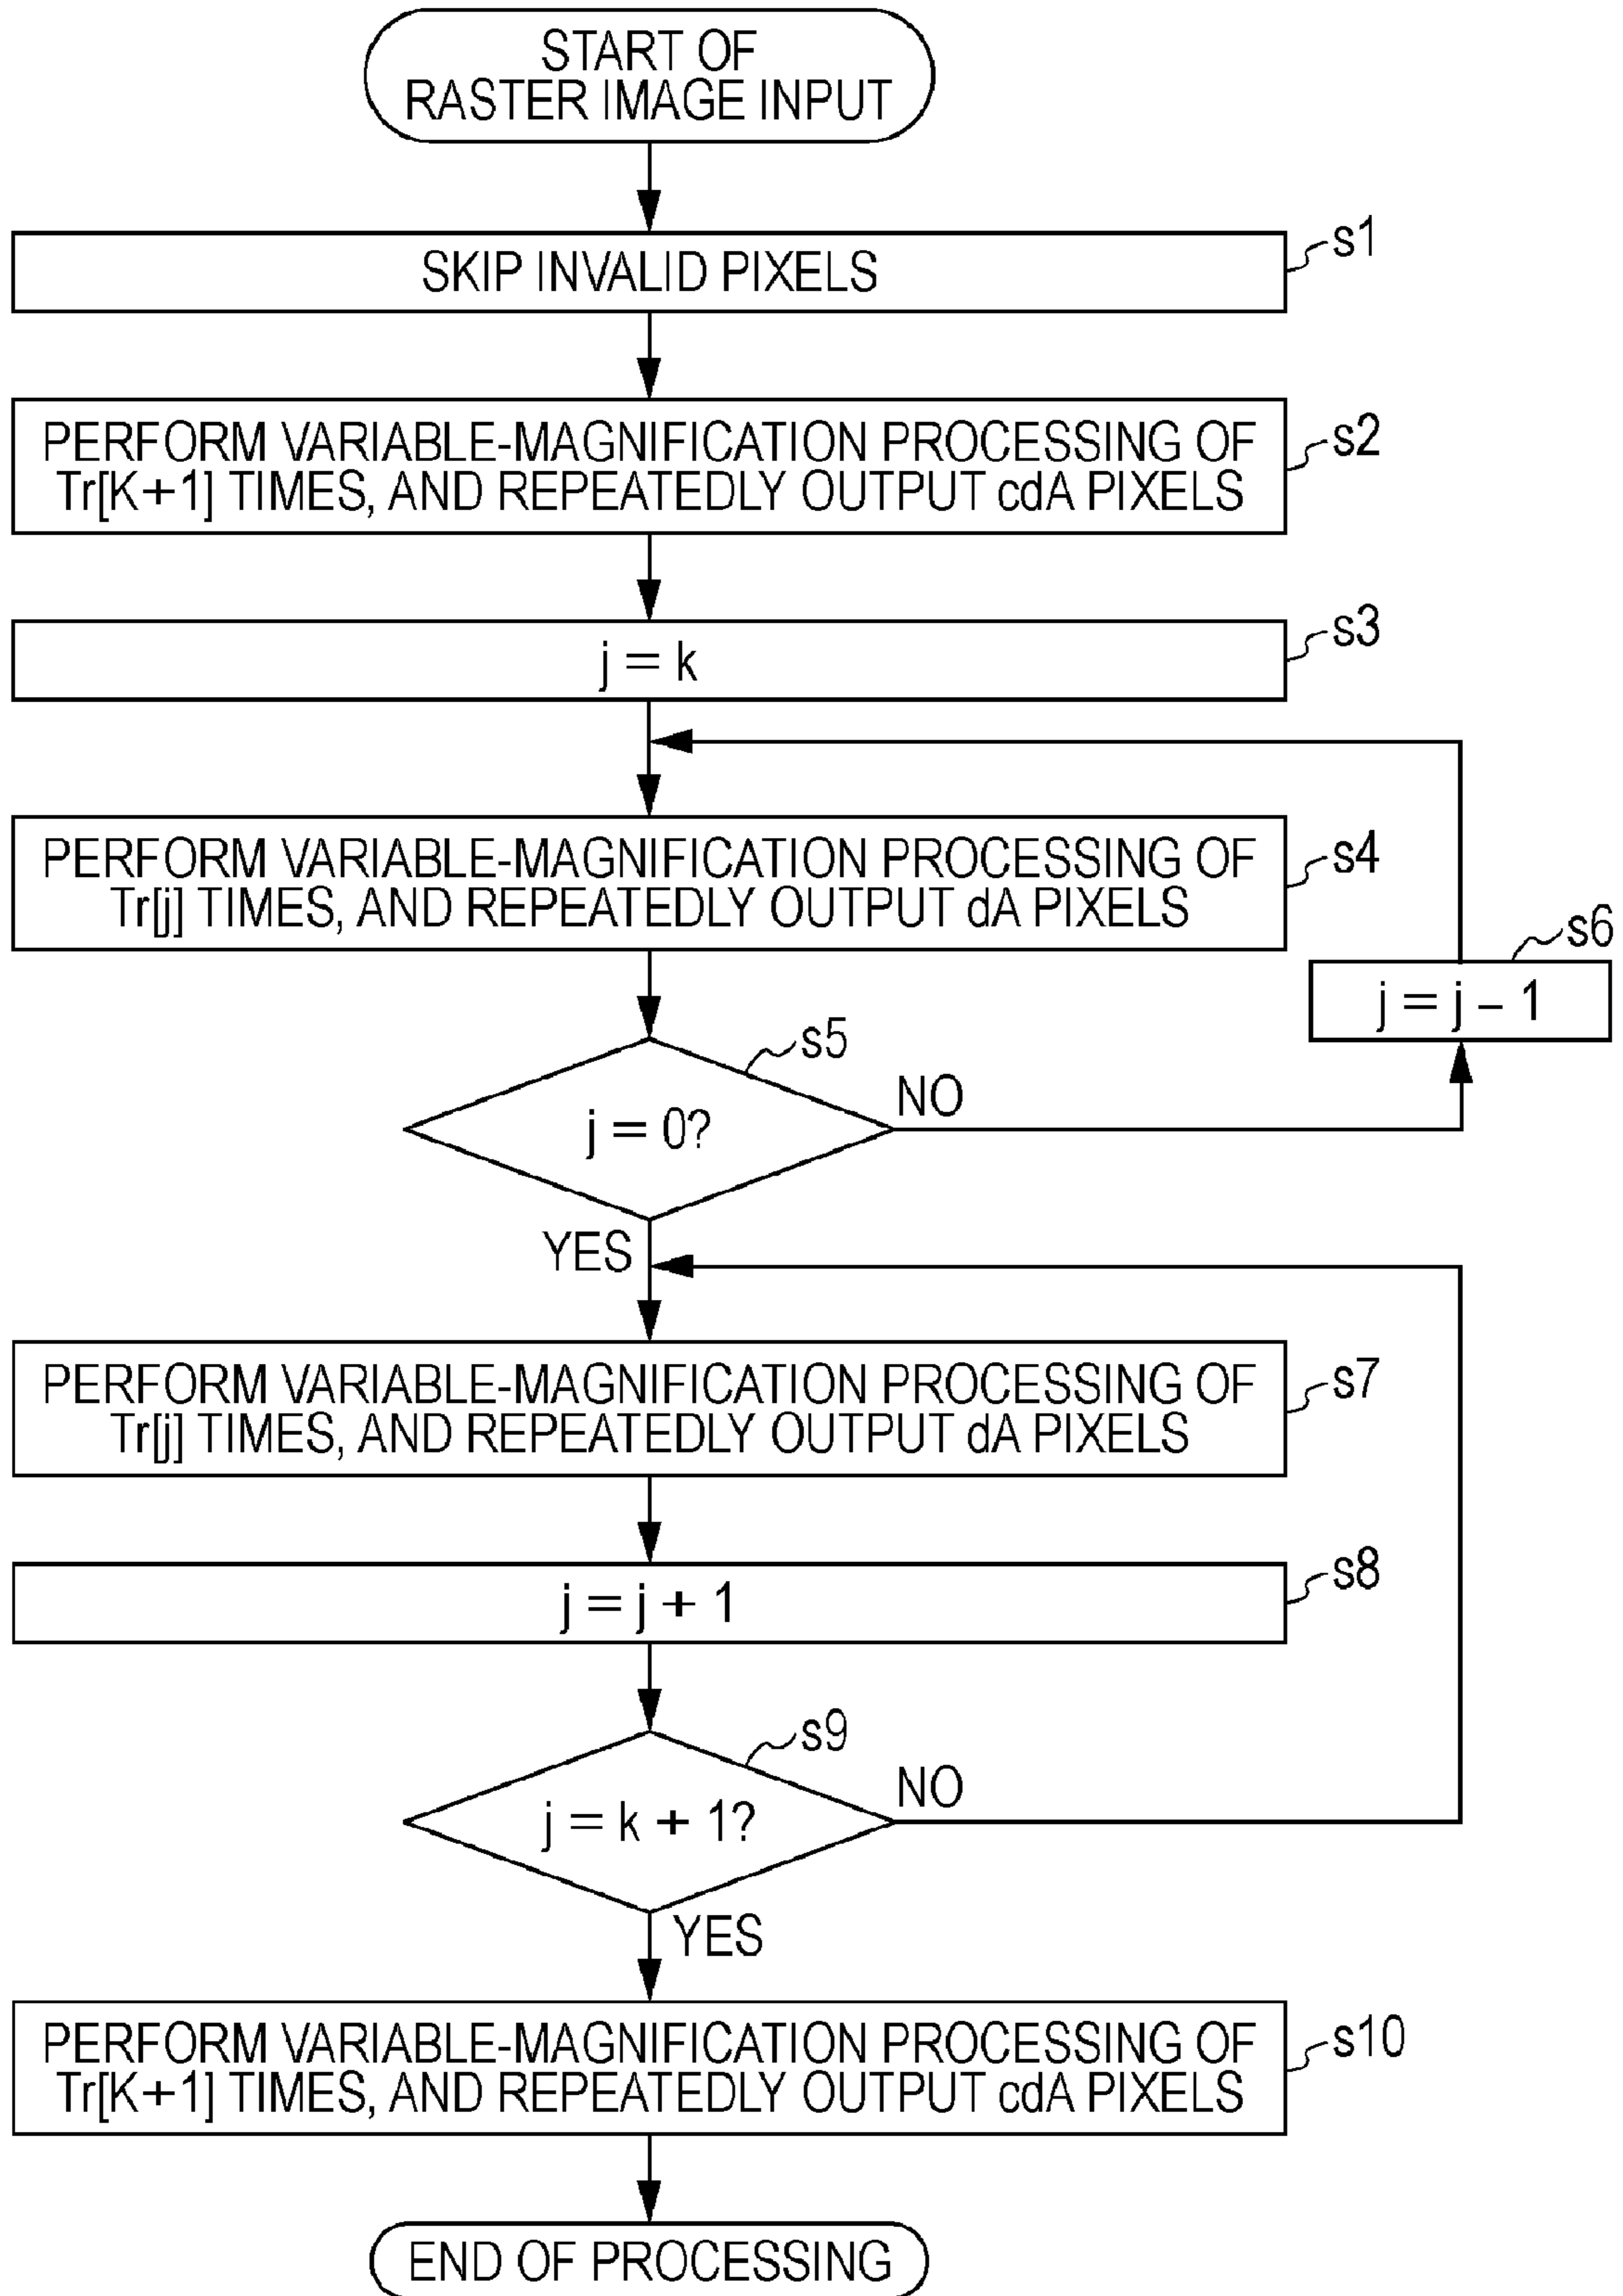 START OF
RASTER IMAGE INPUT
SKIP INVALID PIXELS
s1
PERFORM VARIABLE-MAGNIFICATION PROCESSING OF
Tr[K+1] TIMES, AND REPEATEDLY OUTPUT cdA PIXELS
s2
j = k
s3
PERFORM VARIABLE-MAGNIFICATION PROCESSING OF
Tr[j] TIMES, AND REPEATEDLY OUTPUT dA PIXELS
s4
s6
j = j – 1
s5
j = 0?
NO
YES
PERFORM VARIABLE-MAGNIFICATION PROCESSING OF
Tr[j] TIMES, AND REPEATEDLY OUTPUT dA PIXELS
s7
j = j + 1
s8
s9
j = k + 1?
NO
YES
PERFORM VARIABLE-MAGNIFICATION PROCESSING OF
Tr[K+1] TIMES, AND REPEATEDLY OUTPUT cdA PIXELS
s10
END OF PROCESSING